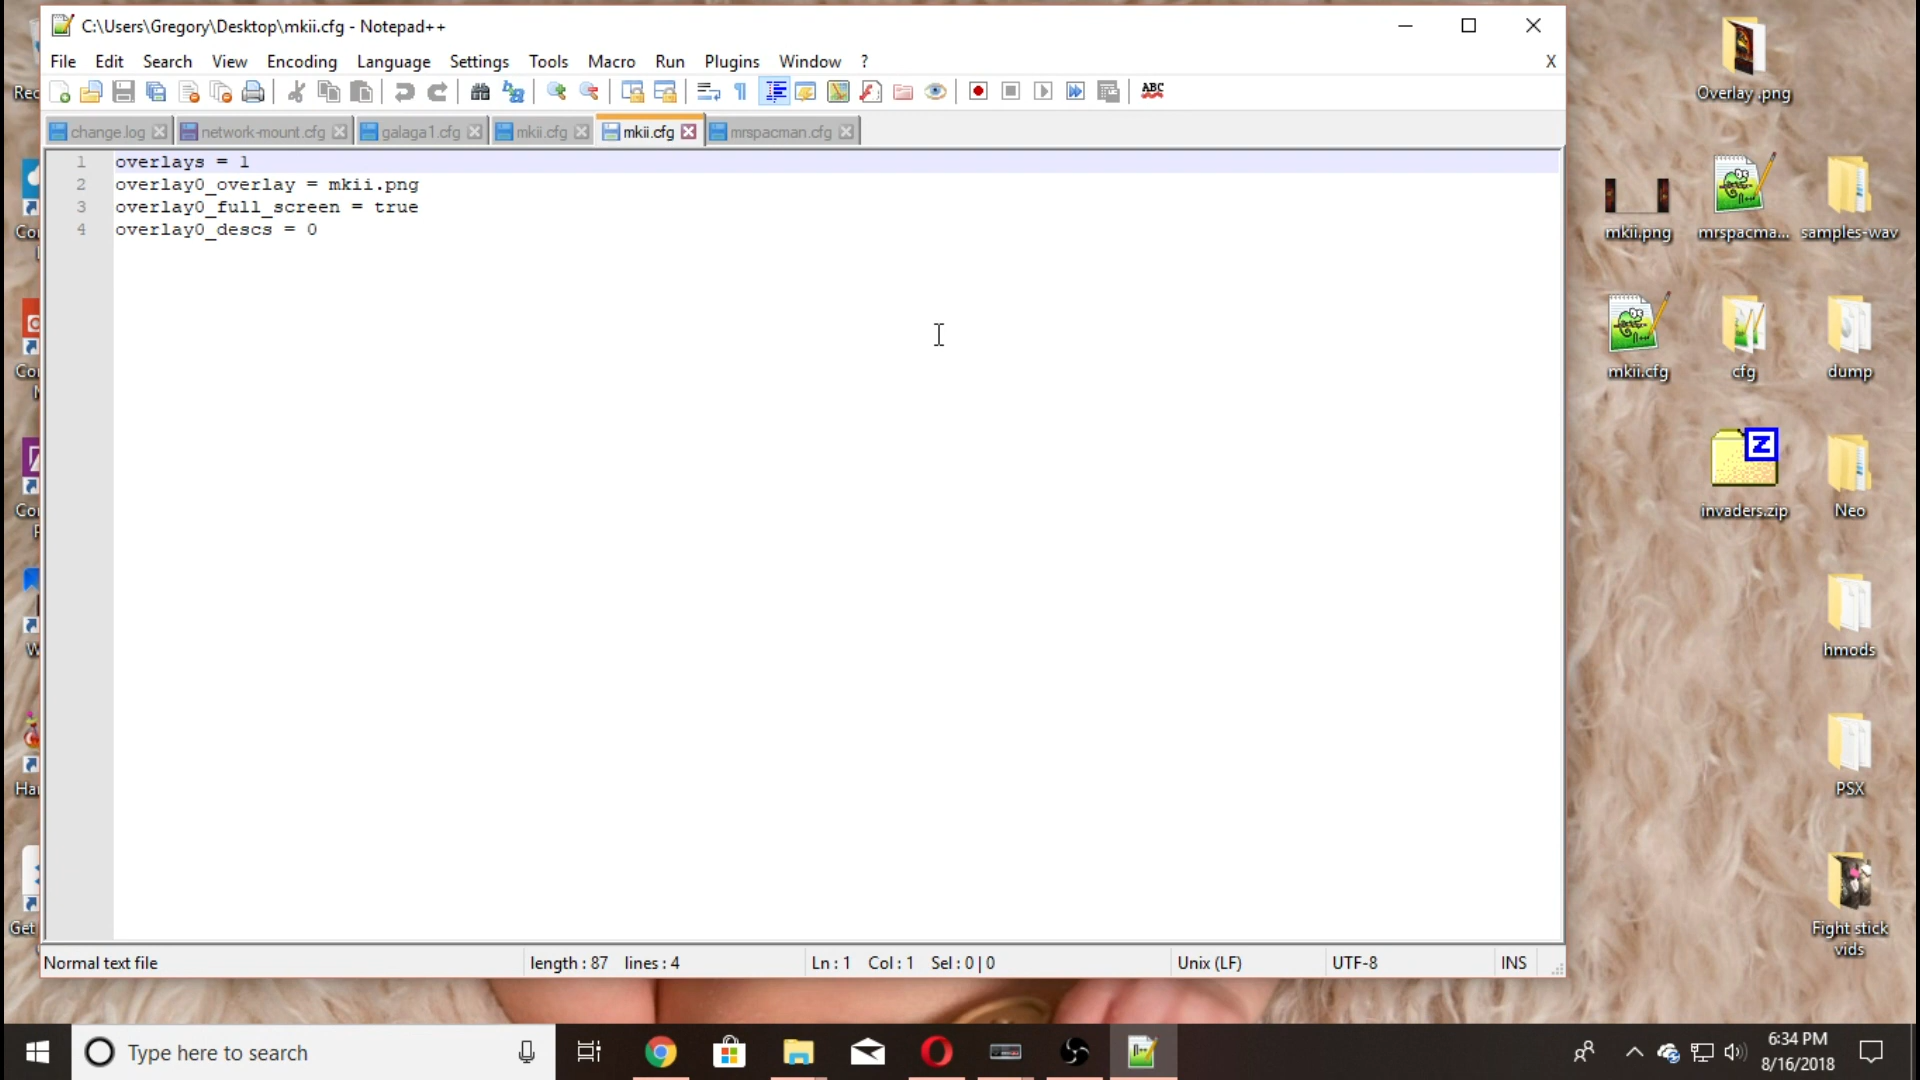 C:\Users\Gregory\Desktop\mkii.cfg - Notepad++
File Edit Search View Encoding Language Settings Tools Macro Run Plugins Window ? X
ABC
change.log network-mount.cfg galaga1.cfg mkii.cfg mkii.cfg mrspacman.cfg
1 overlays = 1
2 overlay0_overlay = mkii.png
3 overlay0_full_screen = true
4 overlay0_descs = 0
Normal text file length : 87 lines : 4 Ln : 1 Col : 1 Sel : 0 | 0 Unix (LF) UTF-8 INS
Overlay .png
mkii.png mrspacma... samples-wav
mkii.cfg cfg dump
Z
invaders.zip Neo
hmods
PSX
Fight stick
vids
Get
Type here to search
6:34 PM
8/16/2018